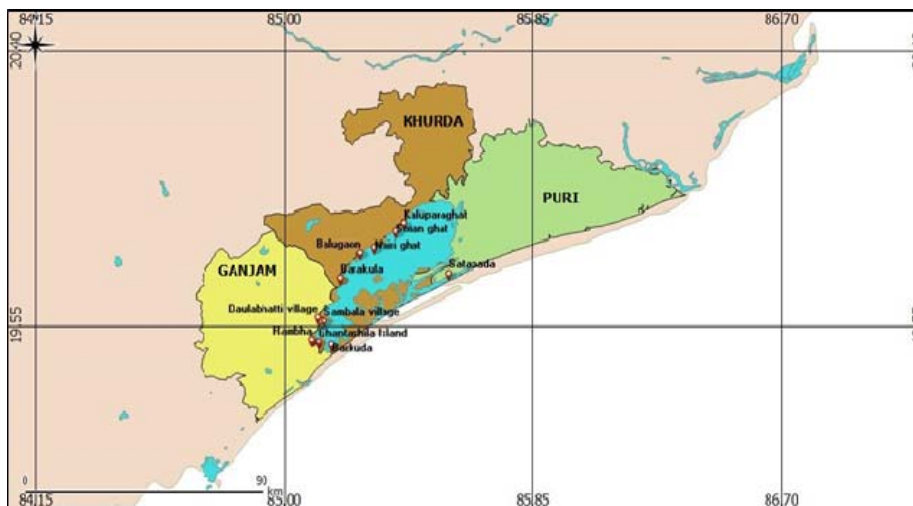 84.15 85.00 85.85 86.70
20.40
KHURDA
PURI
Kaluparaghat
Balugaon
Nairi ghat
GANJAM
Barakula
Satapada
Daulabhatti village
Sambala village
19.55
Rambha
Ghantashila Island
Barkuda
0 90
km
84.15 85.00 85.85 86.70